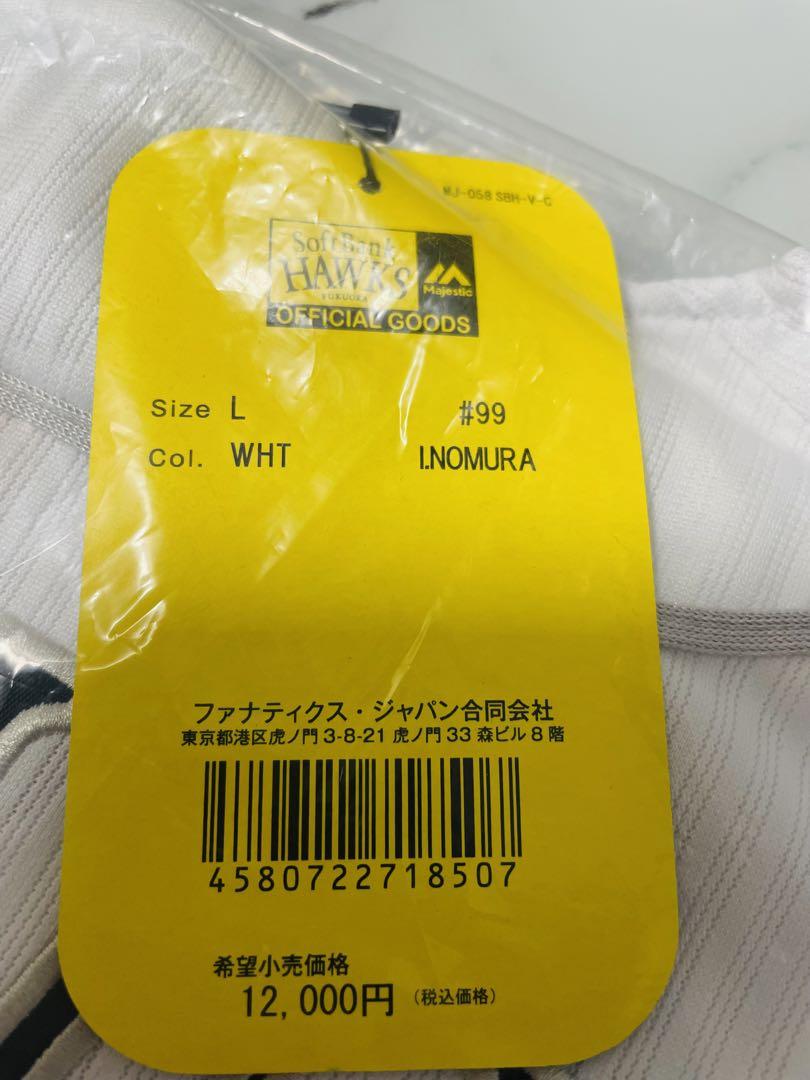 MJ-058 SBH-V-C
SoftBank
HAWKS
FUKUOKA
Majestic
OFFICIAL GOODS
Size L #99
Col. WHT I.NOMURA
ファナティクス・ジャパン合同会社
東京都港区虎ノ門 3-8-21 虎ノ門 33 森ビル 8 階
4580722718507
希望小売価格
12,000円 (税込価格)